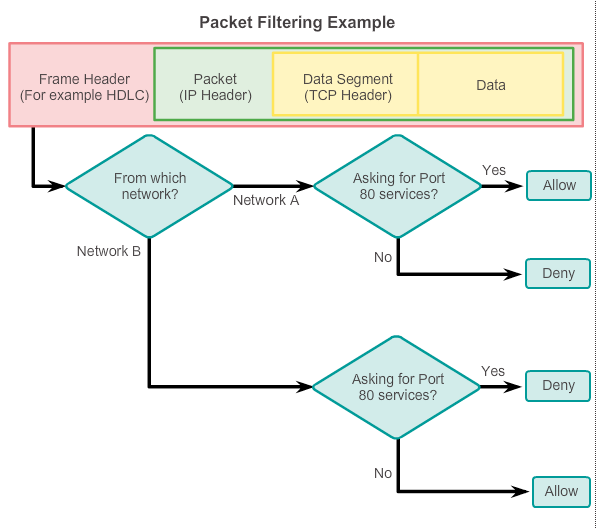 Packet Filtering Example
Frame Header
(For example HDLC)
Packet
(IP Header)
Data Segment
(TCP Header)
Data
From which
network?
Network A
Asking for Port
80 services?
Yes
Allow
No
Deny
Network B
Asking for Port
80 services?
Yes
Deny
No
Allow